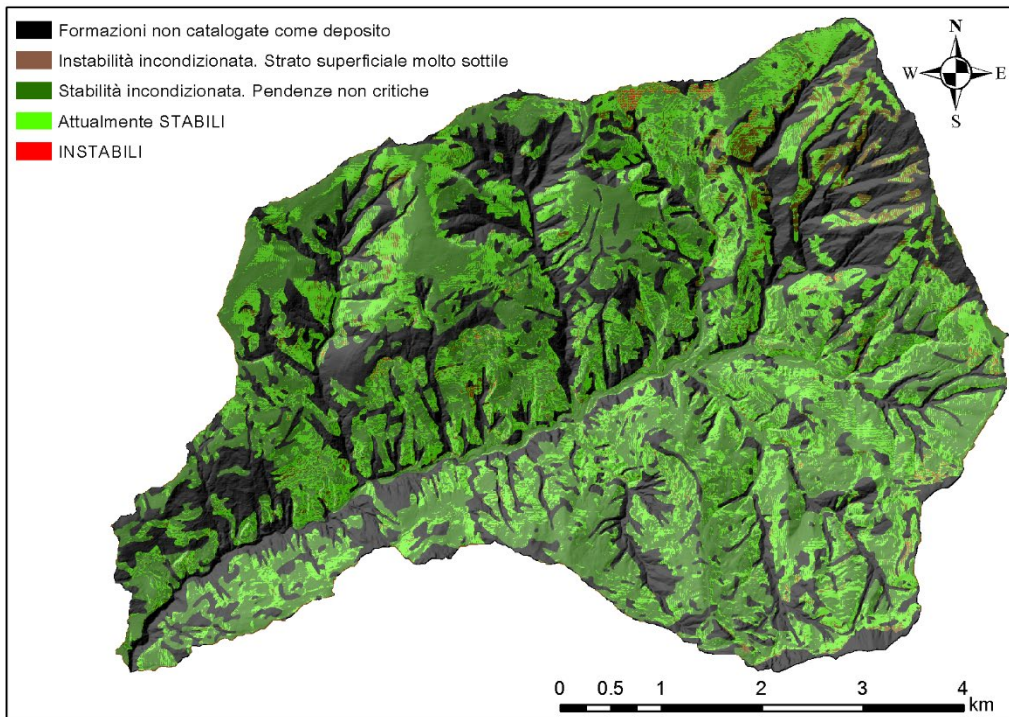 Formazioni non catalogate come deposito
Instabilità incondizionata. Strato superficiale molto sottile
Stabilità incondizionata. Pendenze non critiche
Attualmente STABILI
INSTABILI
N
W E
S
0 0.5 1 2 3 4
km